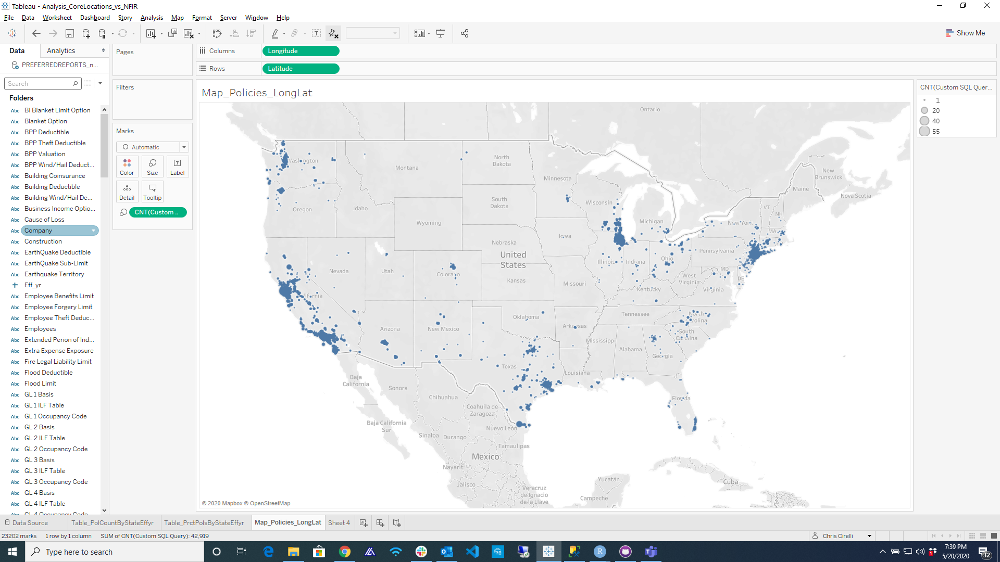 Tableau - Analysis_CoreLocations_vs_NFIR
File Data Worksheet Dashboard Story Analysis Map Format Server Window Help
Show Me
Data
Analytics
PREFERREDREPORTS_n...
Search
Folders
Abc BI Blanket Limit Option
Abc Blanket Option
Abc BPP Deductible
Abc BPP Theft Deductible
Abc BPP Valuation
Abc BPP Wind/Hail Deduct...
Abc Building Coinsurance
Abc Building Deductible
Abc Building Wind/Hail De...
Abc Business Income Optio...
Abc Cause of Loss
Abc Company
Abc Construction
Abc EarthQuake Deductible
Abc EarthQuake Sub-Limit
Abc Earthquake Territory
# Eff_yr
Abc Employee Benefits Limit
Abc Employee Forgery Limit
Abc Employee Theft Deduc...
Abc Employees
Abc Extended Perion of Ind...
Abc Extra Expense Exposure
Abc Fire Legal Liability Limit
Abc Flood Deductible
Abc Flood Limit
Abc GL 1 Basis
Abc GL 1 ILF Table
Abc GL 1 Occupancy Code
Abc GL 2 Basis
Abc GL 2 ILF Table
Abc GL 2 Occupancy Code
Abc GL 3 Basis
Abc GL 3 ILF Table
Abc GL 3 Occupancy Code
Abc GL 4 Basis
Abc GL 4 ILF Table
Abc GL 4 Occupancy Code
Pages
Filters
Marks
Automatic
Color Size Label
Detail Tooltip
CNT(Custom ..
Columns
Longitude
Rows
Latitude
Map_Policies_LongLat
Ontario
Washington
Montana
North
Dakota
Minnesota
New
Brunswick
Maine
Nova Scotia
South
Dakota
Wisconsin
Oregon
Idaho
VT
NH
Wyoming
Michigan
New York
MA
Iowa
Nebraska
Pennsylvania
United
States
Illinois
Indiana
Ohio
Nevada
Utah
Colorado
MD
DE
West
Virginia
Kansas
Missouri
Kentucky
Virginia
California
Oklahoma
Tennessee
North
Carolina
Arizona
New Mexico
Arkansas
South
Carolina
Mississippi
Alabama
Georgia
Texas
Louisiana
Baja
California
Sonora
Florida
Chihuahua
Coahuila de
Zaragoza
Baja California
Sur
Nuevo León
Sinaloa
Durango
Tamaulipas
Mexico
Nayarit
Yucatán
Cuba
Jalisco
Veracruz
de Ignacio
de la Llave
Campeche
© 2020 Mapbox © OpenStreetMap
CNT(Custom SQL Quer...
1
20
40
55
Data Source
Table_PolCountByStateEffyr
Table_PrctPolsByStateEffyr
Map_Policies_LongLat
Sheet 4
23202 marks 1 row by 1 column SUM of CNT(Custom SQL Query): 42,919
Chris Cirelli
Type here to search
7:39 PM
5/20/2020
32